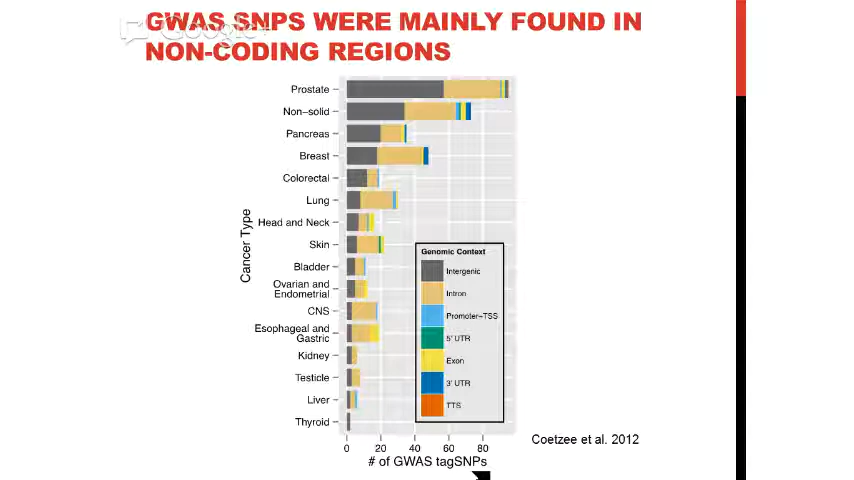 GWAS SNPS WERE MAINLY FOUND IN
NON-CODING REGIONS
Google+
Prostate
Non-solid
Pancreas
Breast
Colorectal
Lung
Head and Neck
Skin
Bladder
Ovarian and
Endometrial
CNS
Esophageal and
Gastric
Kidney
Testicle
Liver
Thyroid
Cancer Type
Genomic Context
Intergenic
Intron
Promoter-TSS
5' UTR
Exon
3' UTR
TTS
0 20 40 60 80
# of GWAS tagSNPs
Coetzee et al. 2012